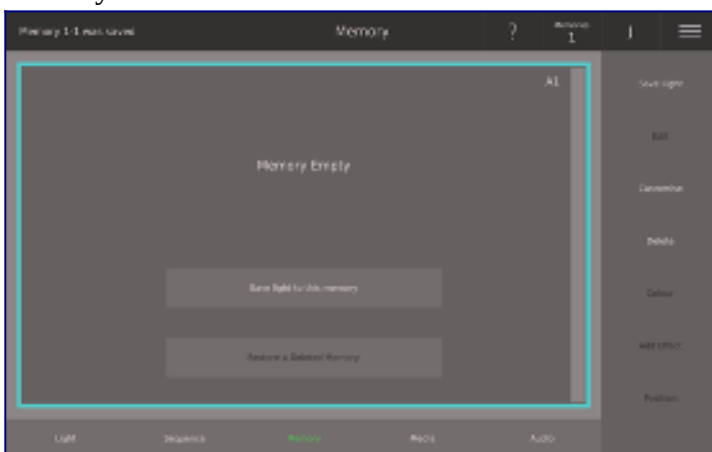 Memory 1-1 was saved
Memory
?
Memories
1
A1
Memory Empty
Save light to this memory
Restore a Deleted Memory
Save Light
Edit
Customise
Delete
Colour
Add Effect
Position
Light
Sequence
Memory
Media
Audio